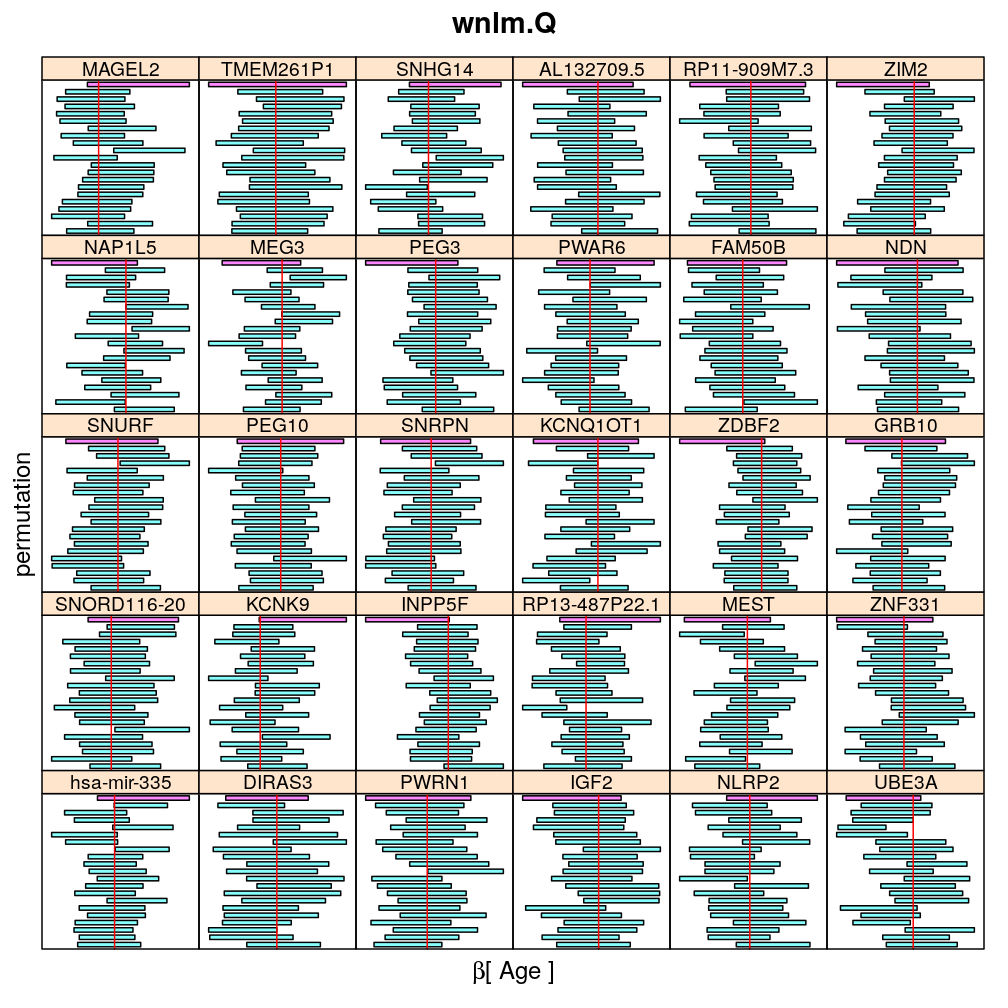 wnlm.Q
MAGEL2 TMEM261P1 SNHG14 AL132709.5 RP11-909M7.3 ZIM2
NAP1L5 MEG3 PEG3 PWAR6 FAM50B NDN
SNURF PEG10 SNRPN KCNQ1OT1 ZDBF2 GRB10
SNORD116-20 KCNK9 INPP5F RP13-487P22.1 MEST ZNF331
hsa-mir-335 DIRAS3 PWRN1 IGF2 NLRP2 UBE3A
permutation
β[ Age ]